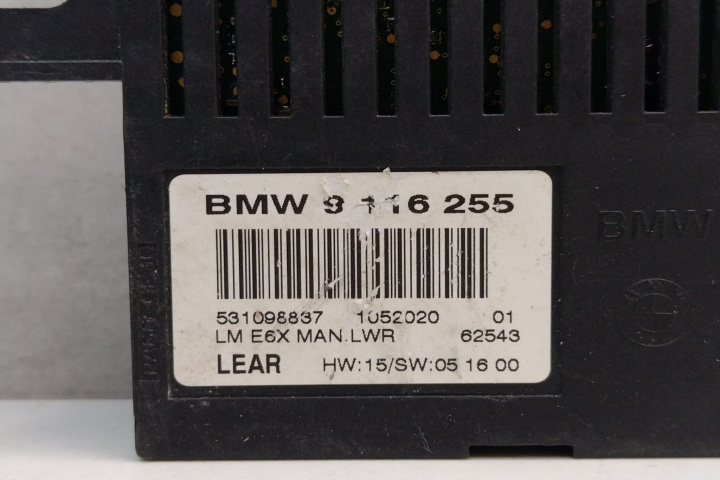 BMW 9 116 255
531098837 1052020 01
LM E6X MAN.LWR 62543
LEAR HW:15/SW:05 16 00
BMW